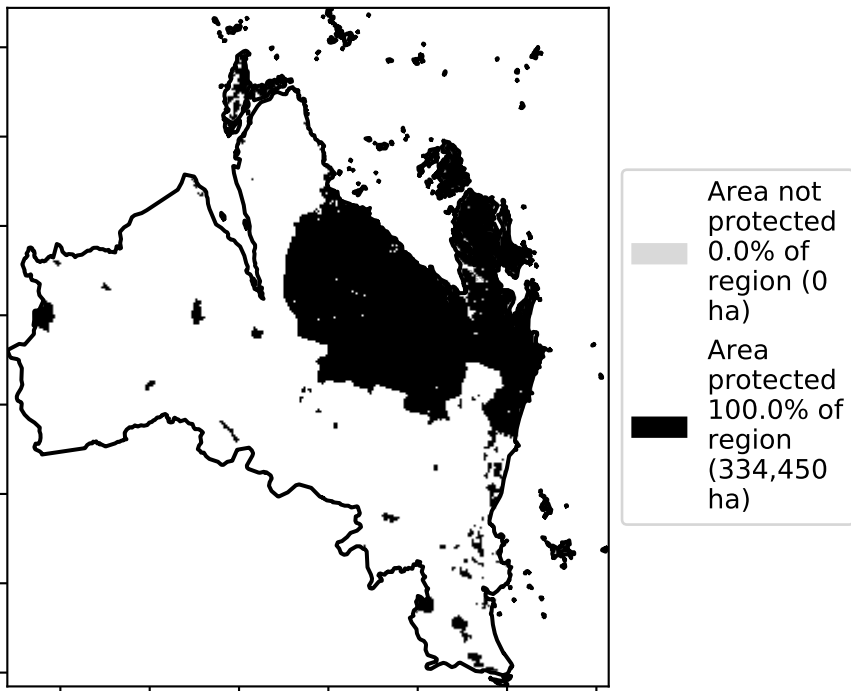 Area not
protected
0.0% of
region (0
ha)
Area
protected
100.0% of
region
(334,450
ha)